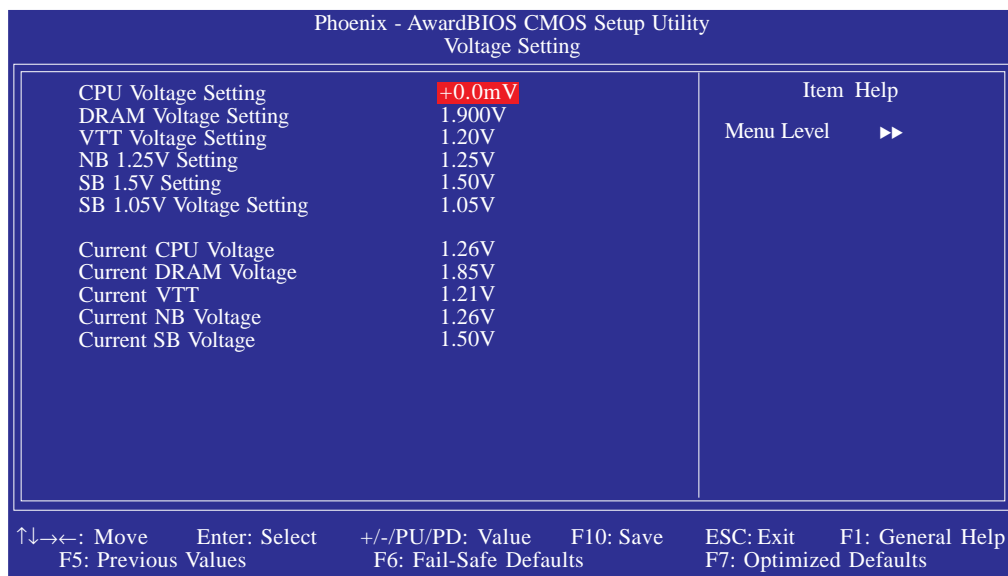 Phoenix - AwardBIOS CMOS Setup Utility
Voltage Setting
CPU Voltage Setting +0.0mV
DRAM Voltage Setting 1.900V
VTT Voltage Setting 1.20V
NB 1.25V Setting 1.25V
SB 1.5V Setting 1.50V
SB 1.05V Voltage Setting 1.05V
Current CPU Voltage 1.26V
Current DRAM Voltage 1.85V
Current VTT 1.21V
Current NB Voltage 1.26V
Current SB Voltage 1.50V
Item Help
Menu Level ▶▶
↑↓→←: Move Enter: Select +/-/PU/PD: Value F10: Save ESC: Exit F1: General Help
F5: Previous Values F6: Fail-Safe Defaults F7: Optimized Defaults